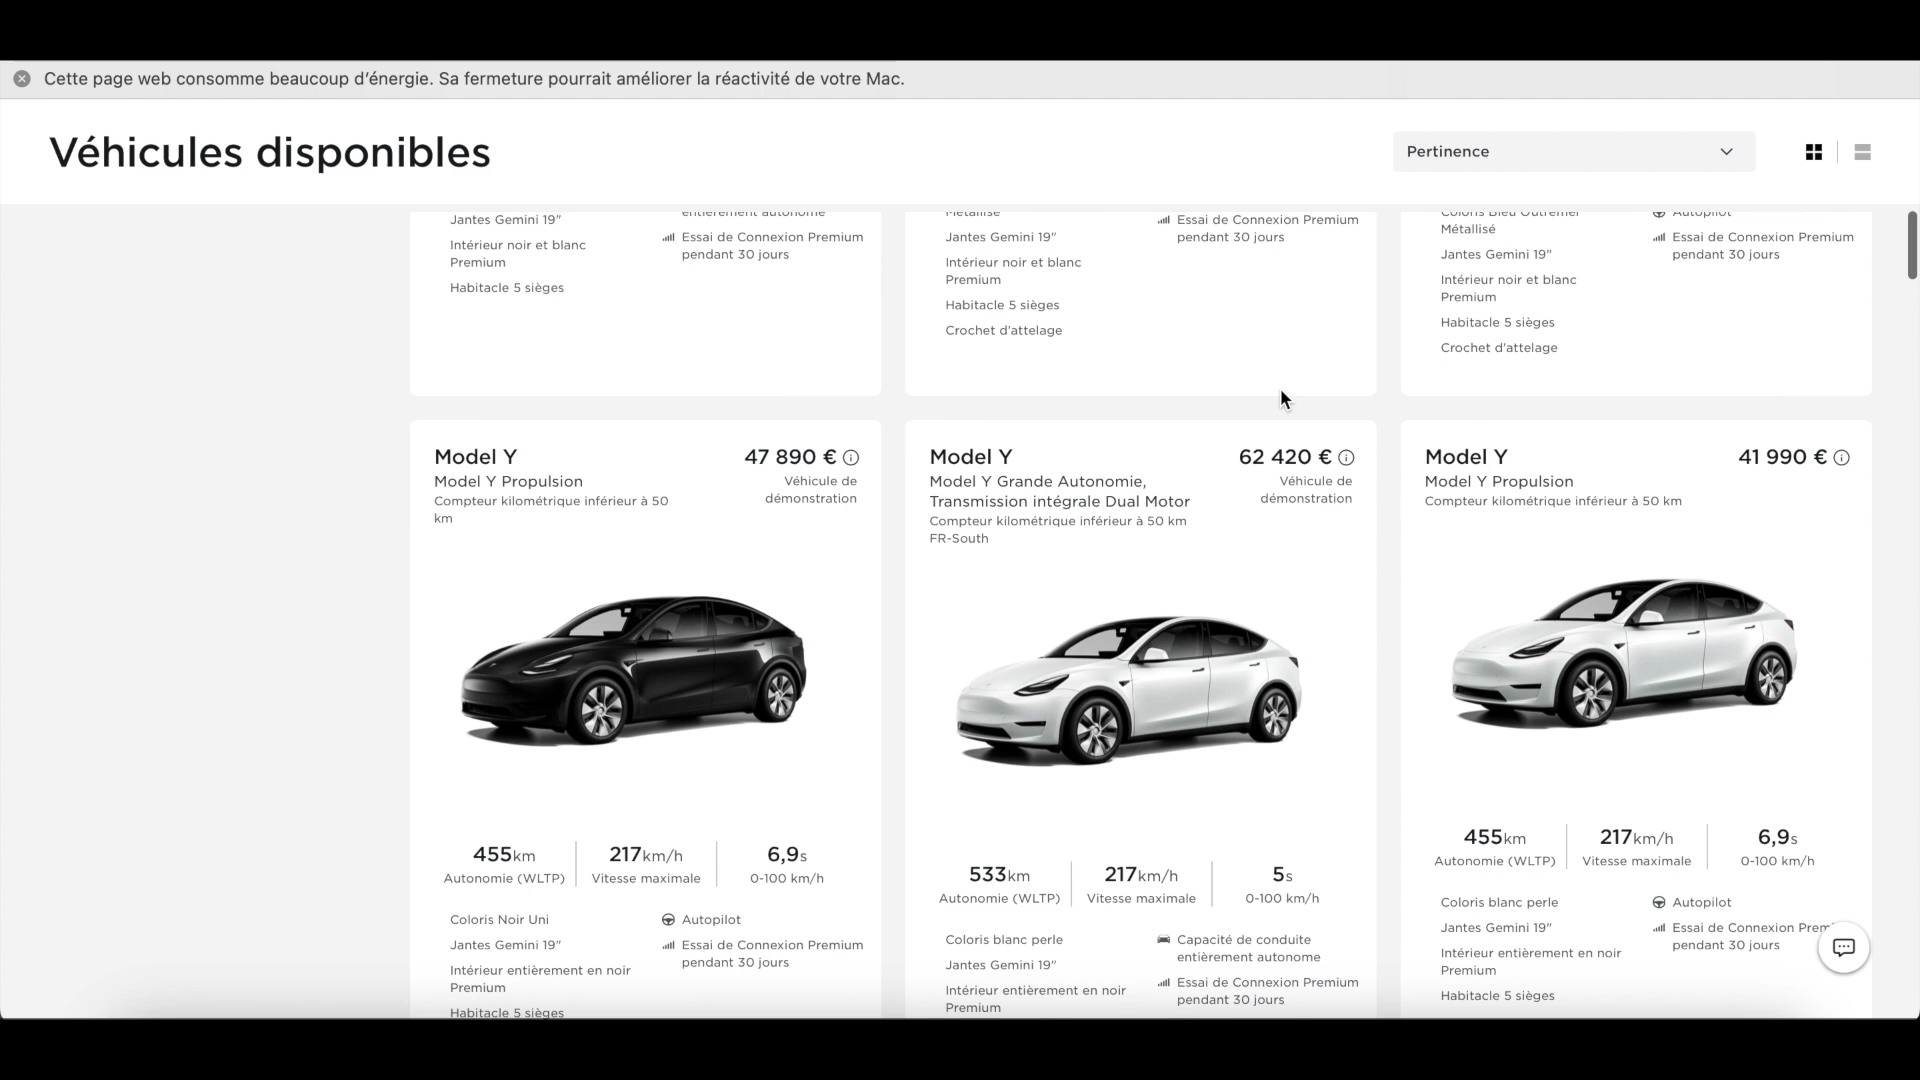 Cette page web consomme beaucoup d’énergie. Sa fermeture pourrait améliorer la réactivité de votre Mac.
Véhicules disponibles
Pertinence
Jantes Gemini 19"
Intérieur noir et blanc
Premium
Habitacle 5 sièges
entièrement autonome
Essai de Connexion Premium
pendant 30 jours
Métallisé
Jantes Gemini 19"
Intérieur noir et blanc
Premium
Habitacle 5 sièges
Crochet d'attelage
Essai de Connexion Premium
pendant 30 jours
Coloris Bleu Outremer
Métallisé
Jantes Gemini 19"
Intérieur noir et blanc
Premium
Habitacle 5 sièges
Crochet d'attelage
Autopilot
Essai de Connexion Premium
pendant 30 jours
Model Y
47 890 €
Model Y Propulsion
Compteur kilométrique inférieur à 50
km
Véhicule de
démonstration
455km
Autonomie (WLTP)
217km/h
Vitesse maximale
6,9s
0-100 km/h
Coloris Noir Uni
Jantes Gemini 19"
Intérieur entièrement en noir
Premium
Habitacle 5 sièges
Autopilot
Essai de Connexion Premium
pendant 30 jours
Model Y
62 420 €
Model Y Grande Autonomie,
Transmission intégrale Dual Motor
Compteur kilométrique inférieur à 50 km
FR-South
Véhicule de
démonstration
533km
Autonomie (WLTP)
217km/h
Vitesse maximale
5s
0-100 km/h
Coloris blanc perle
Jantes Gemini 19"
Intérieur entièrement en noir
Premium
Capacité de conduite
entièrement autonome
Essai de Connexion Premium
pendant 30 jours
Model Y
41 990 €
Model Y Propulsion
Compteur kilométrique inférieur à 50 km
455km
Autonomie (WLTP)
217km/h
Vitesse maximale
6,9s
0-100 km/h
Coloris blanc perle
Jantes Gemini 19"
Intérieur entièrement en noir
Premium
Habitacle 5 sièges
Autopilot
Essai de Connexion Prem
pendant 30 jours